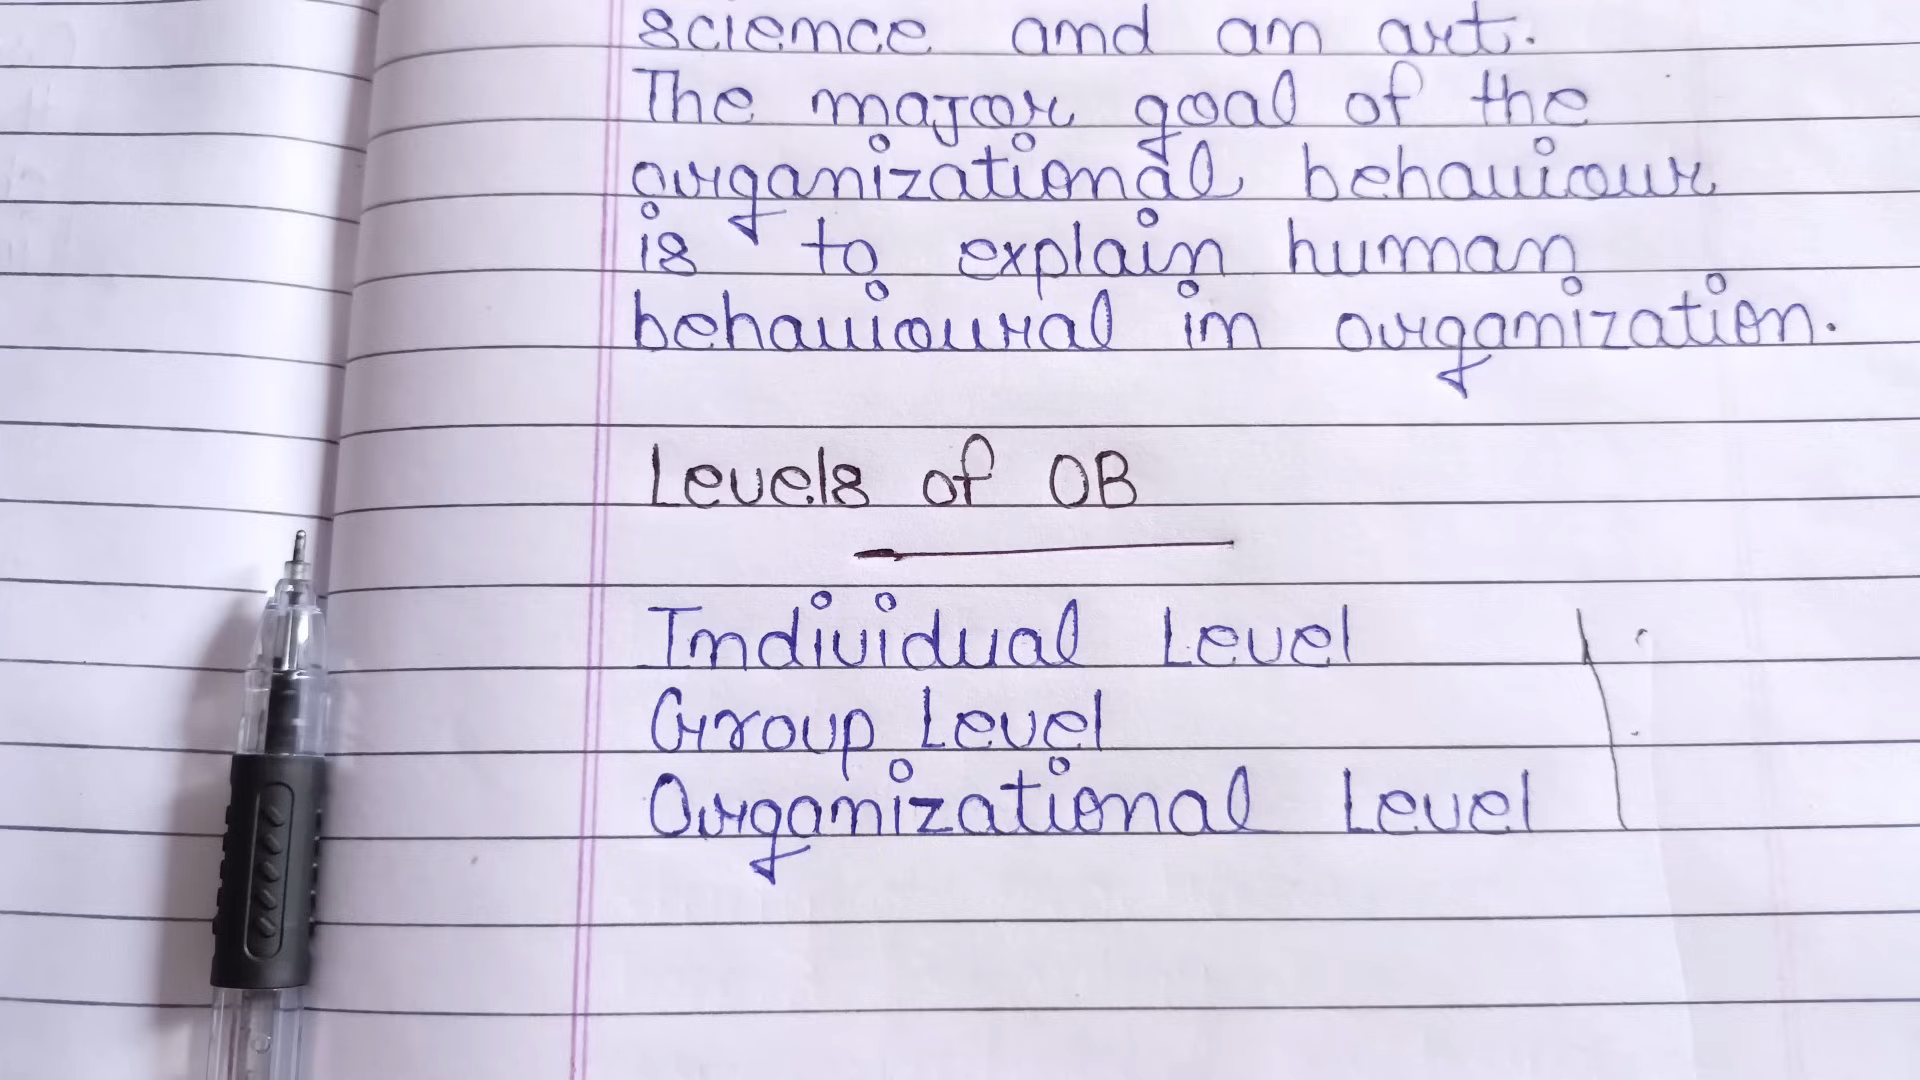 science and an art.
The major goal of the
organizational behaviour
is to explain human
behavioural in organization.
Levels of OB
Individual Level
Group Level
Organizational Level